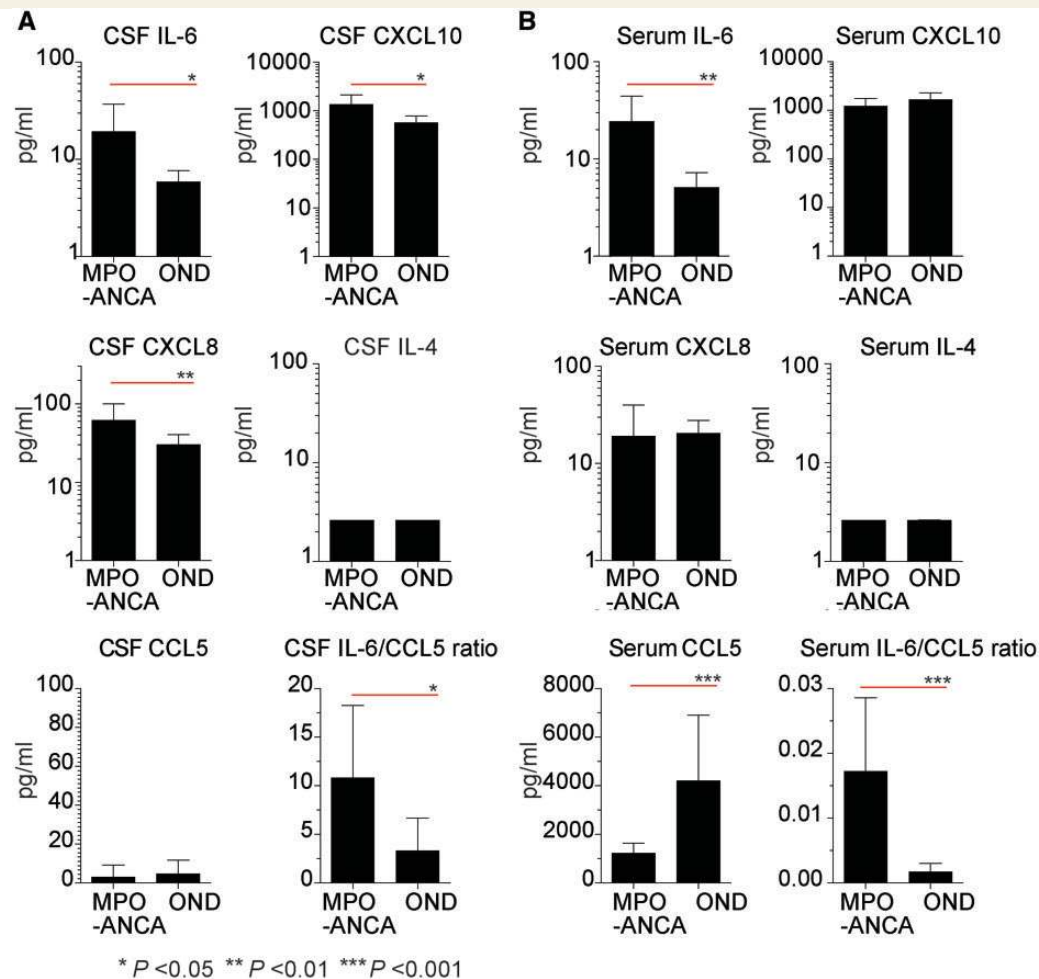 A
B
CSF IL-6
CSF CXCL10
Serum IL-6
Serum CXCL10
pg/ml
100
10
1
*
MPO
-ANCA
OND
10000
1000
100
10
1
*
MPO
-ANCA
OND
pg/ml
100
10
1
**
MPO
-ANCA
OND
10000
1000
100
10
1
MPO
-ANCA
OND
CSF CXCL8
CSF IL-4
Serum CXCL8
Serum IL-4
pg/ml
100
10
1
**
MPO
-ANCA
OND
pg/ml
100
10
1
MPO
-ANCA
OND
pg/ml
100
10
1
MPO
-ANCA
OND
100
10
1
MPO
-ANCA
OND
CSF CCL5
CSF IL-6/CCL5 ratio
Serum CCL5
Serum IL-6/CCL5 ratio
pg/ml
100
80
60
40
20
0
MPO
-ANCA
OND
20
15
10
5
0
*
MPO
-ANCA
OND
pg/ml
8000
6000
4000
2000
0
***
MPO
-ANCA
OND
0.03
0.02
0.01
0.00
***
MPO
-ANCA
OND
* P <0.05 ** P <0.01 *** P <0.001